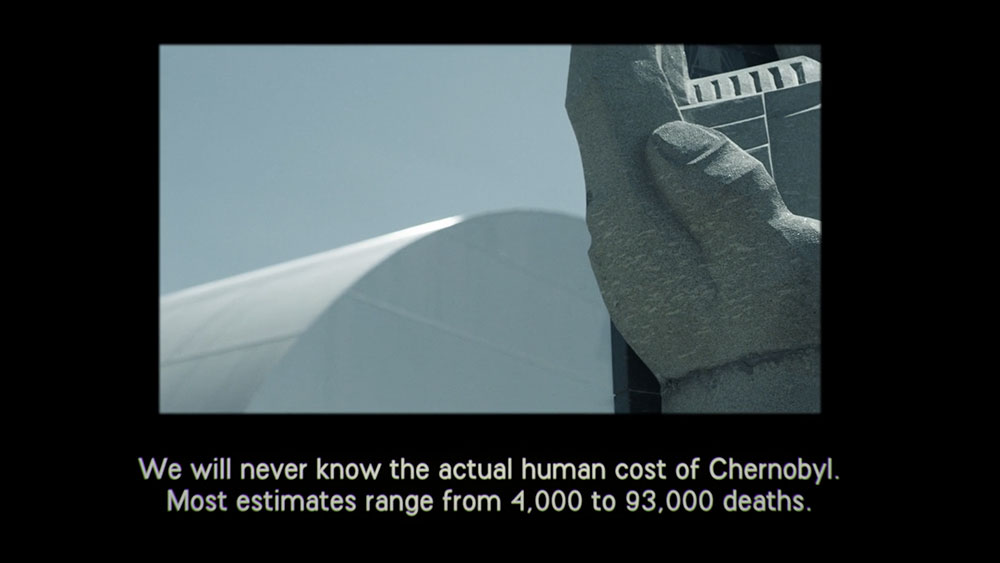 We will never know the actual human cost of Chernobyl.
Most estimates range from 4,000 to 93,000 deaths.